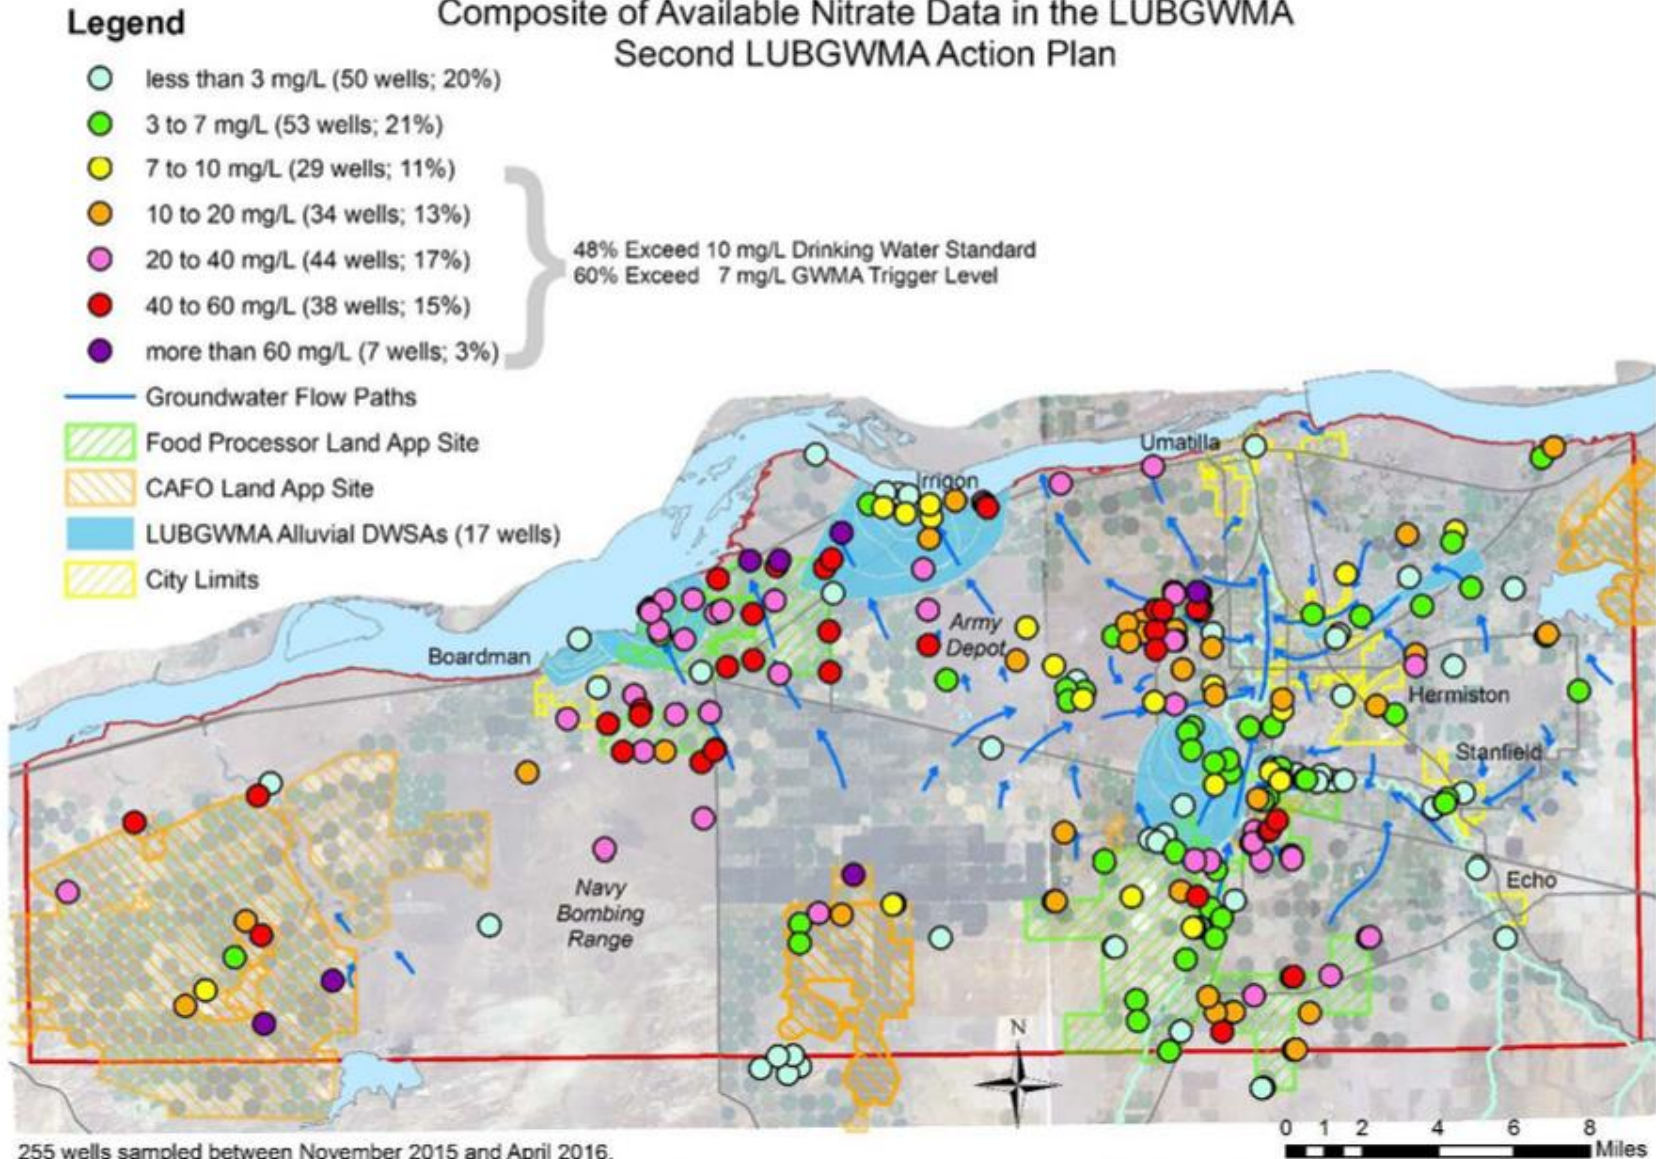 Composite of Available Nitrate Data in the LUBGWMA
Second LUBGWMA Action Plan
Legend
less than 3 mg/L (50 wells; 20%)
3 to 7 mg/L (53 wells; 21%)
7 to 10 mg/L (29 wells; 11%)
10 to 20 mg/L (34 wells; 13%)
20 to 40 mg/L (44 wells; 17%)
40 to 60 mg/L (38 wells; 15%)
more than 60 mg/L (7 wells; 3%)
48% Exceed 10 mg/L Drinking Water Standard
60% Exceed 7 mg/L GWMA Trigger Level
Groundwater Flow Paths
Food Processor Land App Site
CAFO Land App Site
LUBGWMA Alluvial DWSAs (17 wells)
City Limits
Umatilla
Irrigon
Army
Depot
Boardman
Hermiston
Stanfield
Echo
Navy
Bombing
Range
N
0 1 2 4 6 8
Miles
255 wells sampled between November 2015 and April 2016.